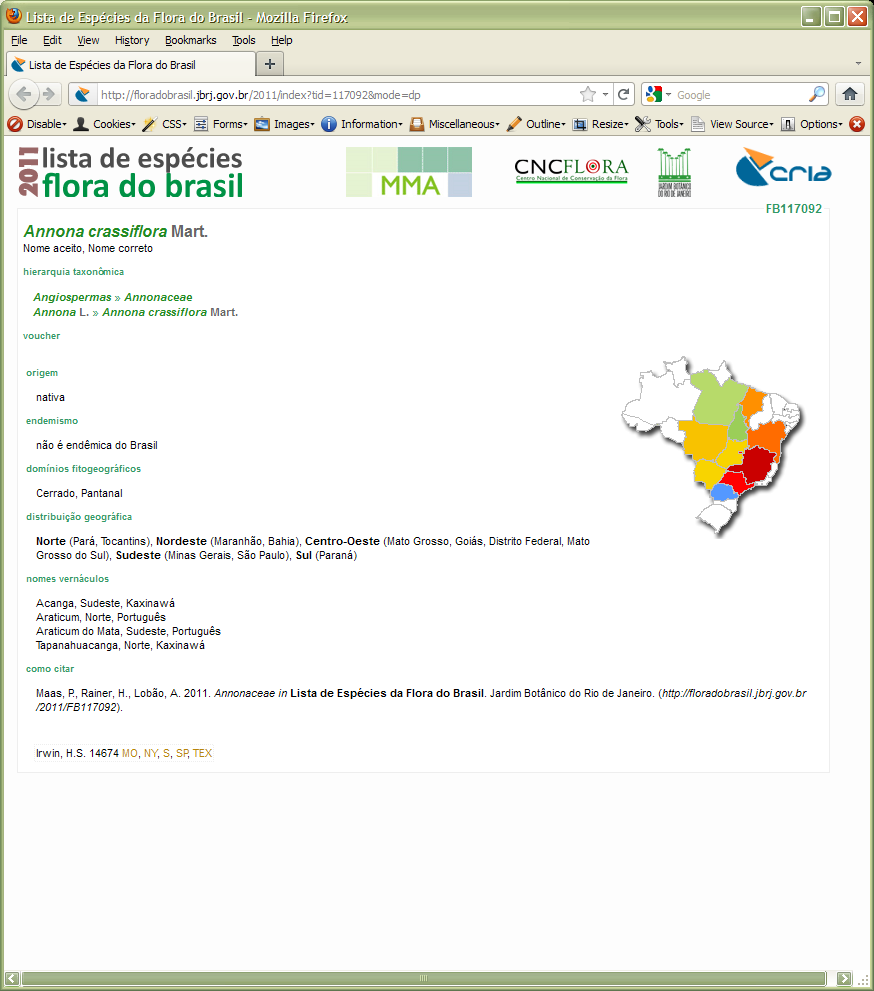 Lista de Espécies da Flora do Brasil - Mozilla Firefox
File Edit View History Bookmarks Tools Help
Lista de Espécies da Flora do Brasil
http://floradobrasil.jbrj.gov.br/2011/index?tid=117092&mode=dp
Google
Disable Cookies CSS Forms Images Information Miscellaneous Outline Resize Tools View Source Options
2011
lista de espécies
flora do brasil
MMA
CNCFLORA
Centro Nacional de Conservação da Flora
JARDIM BOTÂNICO
DO RIO DE JANEIRO
cria
FB117092
Annona crassiflora Mart.
Nome aceito, Nome correto
hierarquia taxonômica
Angiospermas » Annonaceae
Annona L. » Annona crassiflora Mart.
voucher
origem
nativa
endemismo
não é endêmica do Brasil
domínios fitogeográficos
Cerrado, Pantanal
distribuição geográfica
Norte (Pará, Tocantins), Nordeste (Maranhão, Bahia), Centro-Oeste (Mato Grosso, Goiás, Distrito Federal, Mato
Grosso do Sul), Sudeste (Minas Gerais, São Paulo), Sul (Paraná)
nomes vernáculos
Acanga, Sudeste, Kaxinawá
Araticum, Norte, Português
Araticum do Mata, Sudeste, Português
Tapanahuacanga, Norte, Kaxinawá
como citar
Maas, P., Rainer, H., Lobão, A. 2011. Annonaceae in Lista de Espécies da Flora do Brasil. Jardim Botânico do Rio de Janeiro. (http://floradobrasil.jbrj.gov.br
/2011/FB117092).
Irwin, H.S. 14674 MO, NY, S, SP, TEX